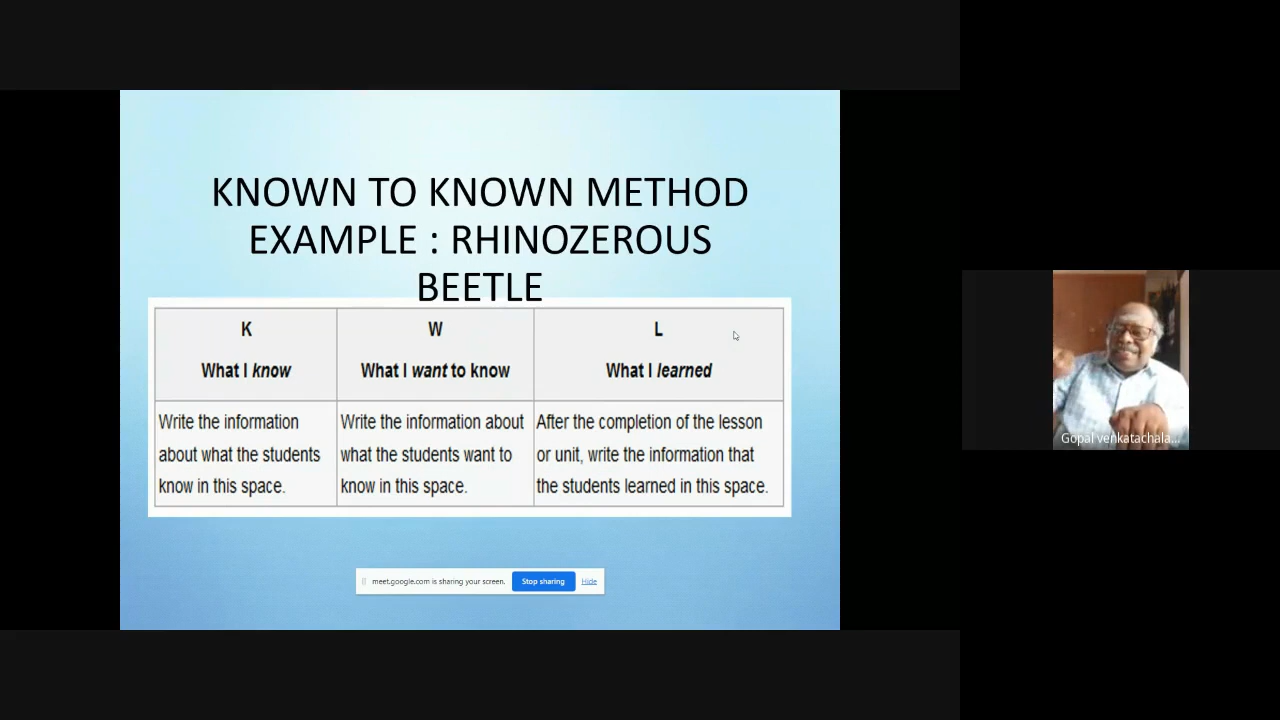 KNOWN TO KNOWN METHOD
EXAMPLE : RHINOZEROUS
BEETLE
K
What I know
W
What I want to know
L
What I learned
Write the information
about what the students
know in this space.
Write the information about
what the students want to
know in this space.
After the completion of the lesson
or unit, write the information that
the students learned in this space.
meet.google.com is sharing your screen.
Stop sharing
Hide
Gopal venkatachala...